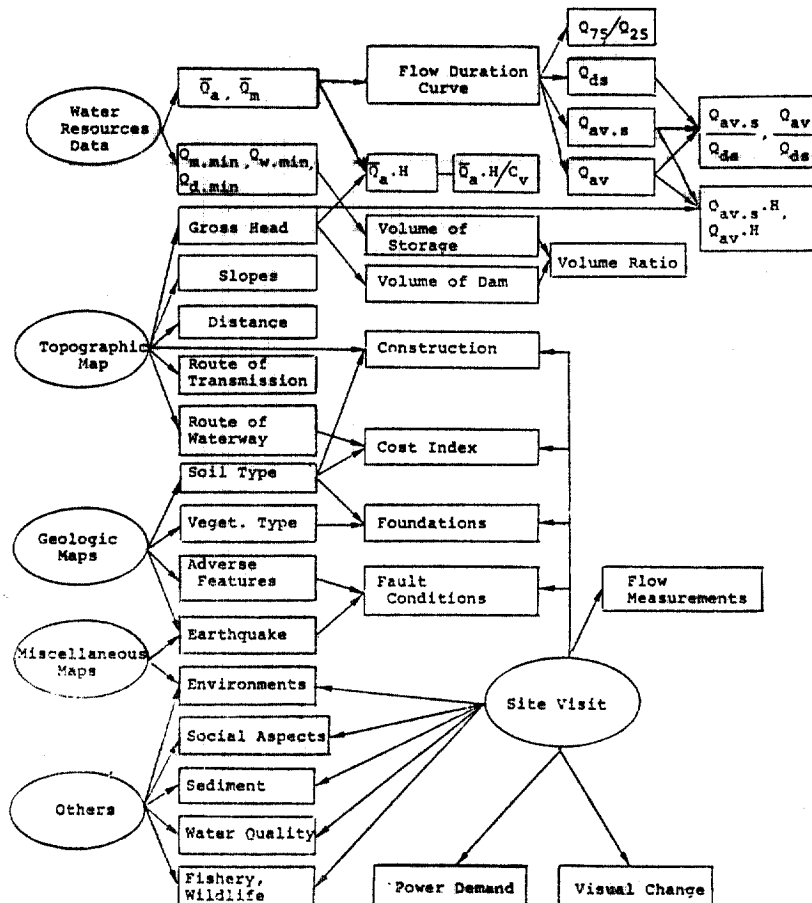 Water
Resources
Data
Q̅a, Q̅m
Flow Duration
Curve
Q75/Q25
Qds
Qav.s
Qav
Qav.s/Qds, Qav/Qds
Qm.min, Qw.min,
Qd.min
Q̅a.H
Q̅a.H/Cv
Qav.s.H,
Qav.H
Gross Head
Volume of
Storage
Volume of Dam
Volume Ratio
Slopes
Distance
Topographic
Map
Route of
Transmission
Route of
Waterway
Construction
Cost Index
Soil Type
Geologic
Maps
Veget. Type
Foundations
Adverse
Features
Fault
Conditions
Flow
Measurements
Earthquake
Miscellaneous
Maps
Environments
Site Visit
Social Aspects
Others
Sediment
Water Quality
Fishery,
Wildlife
Power Demand
Visual Change